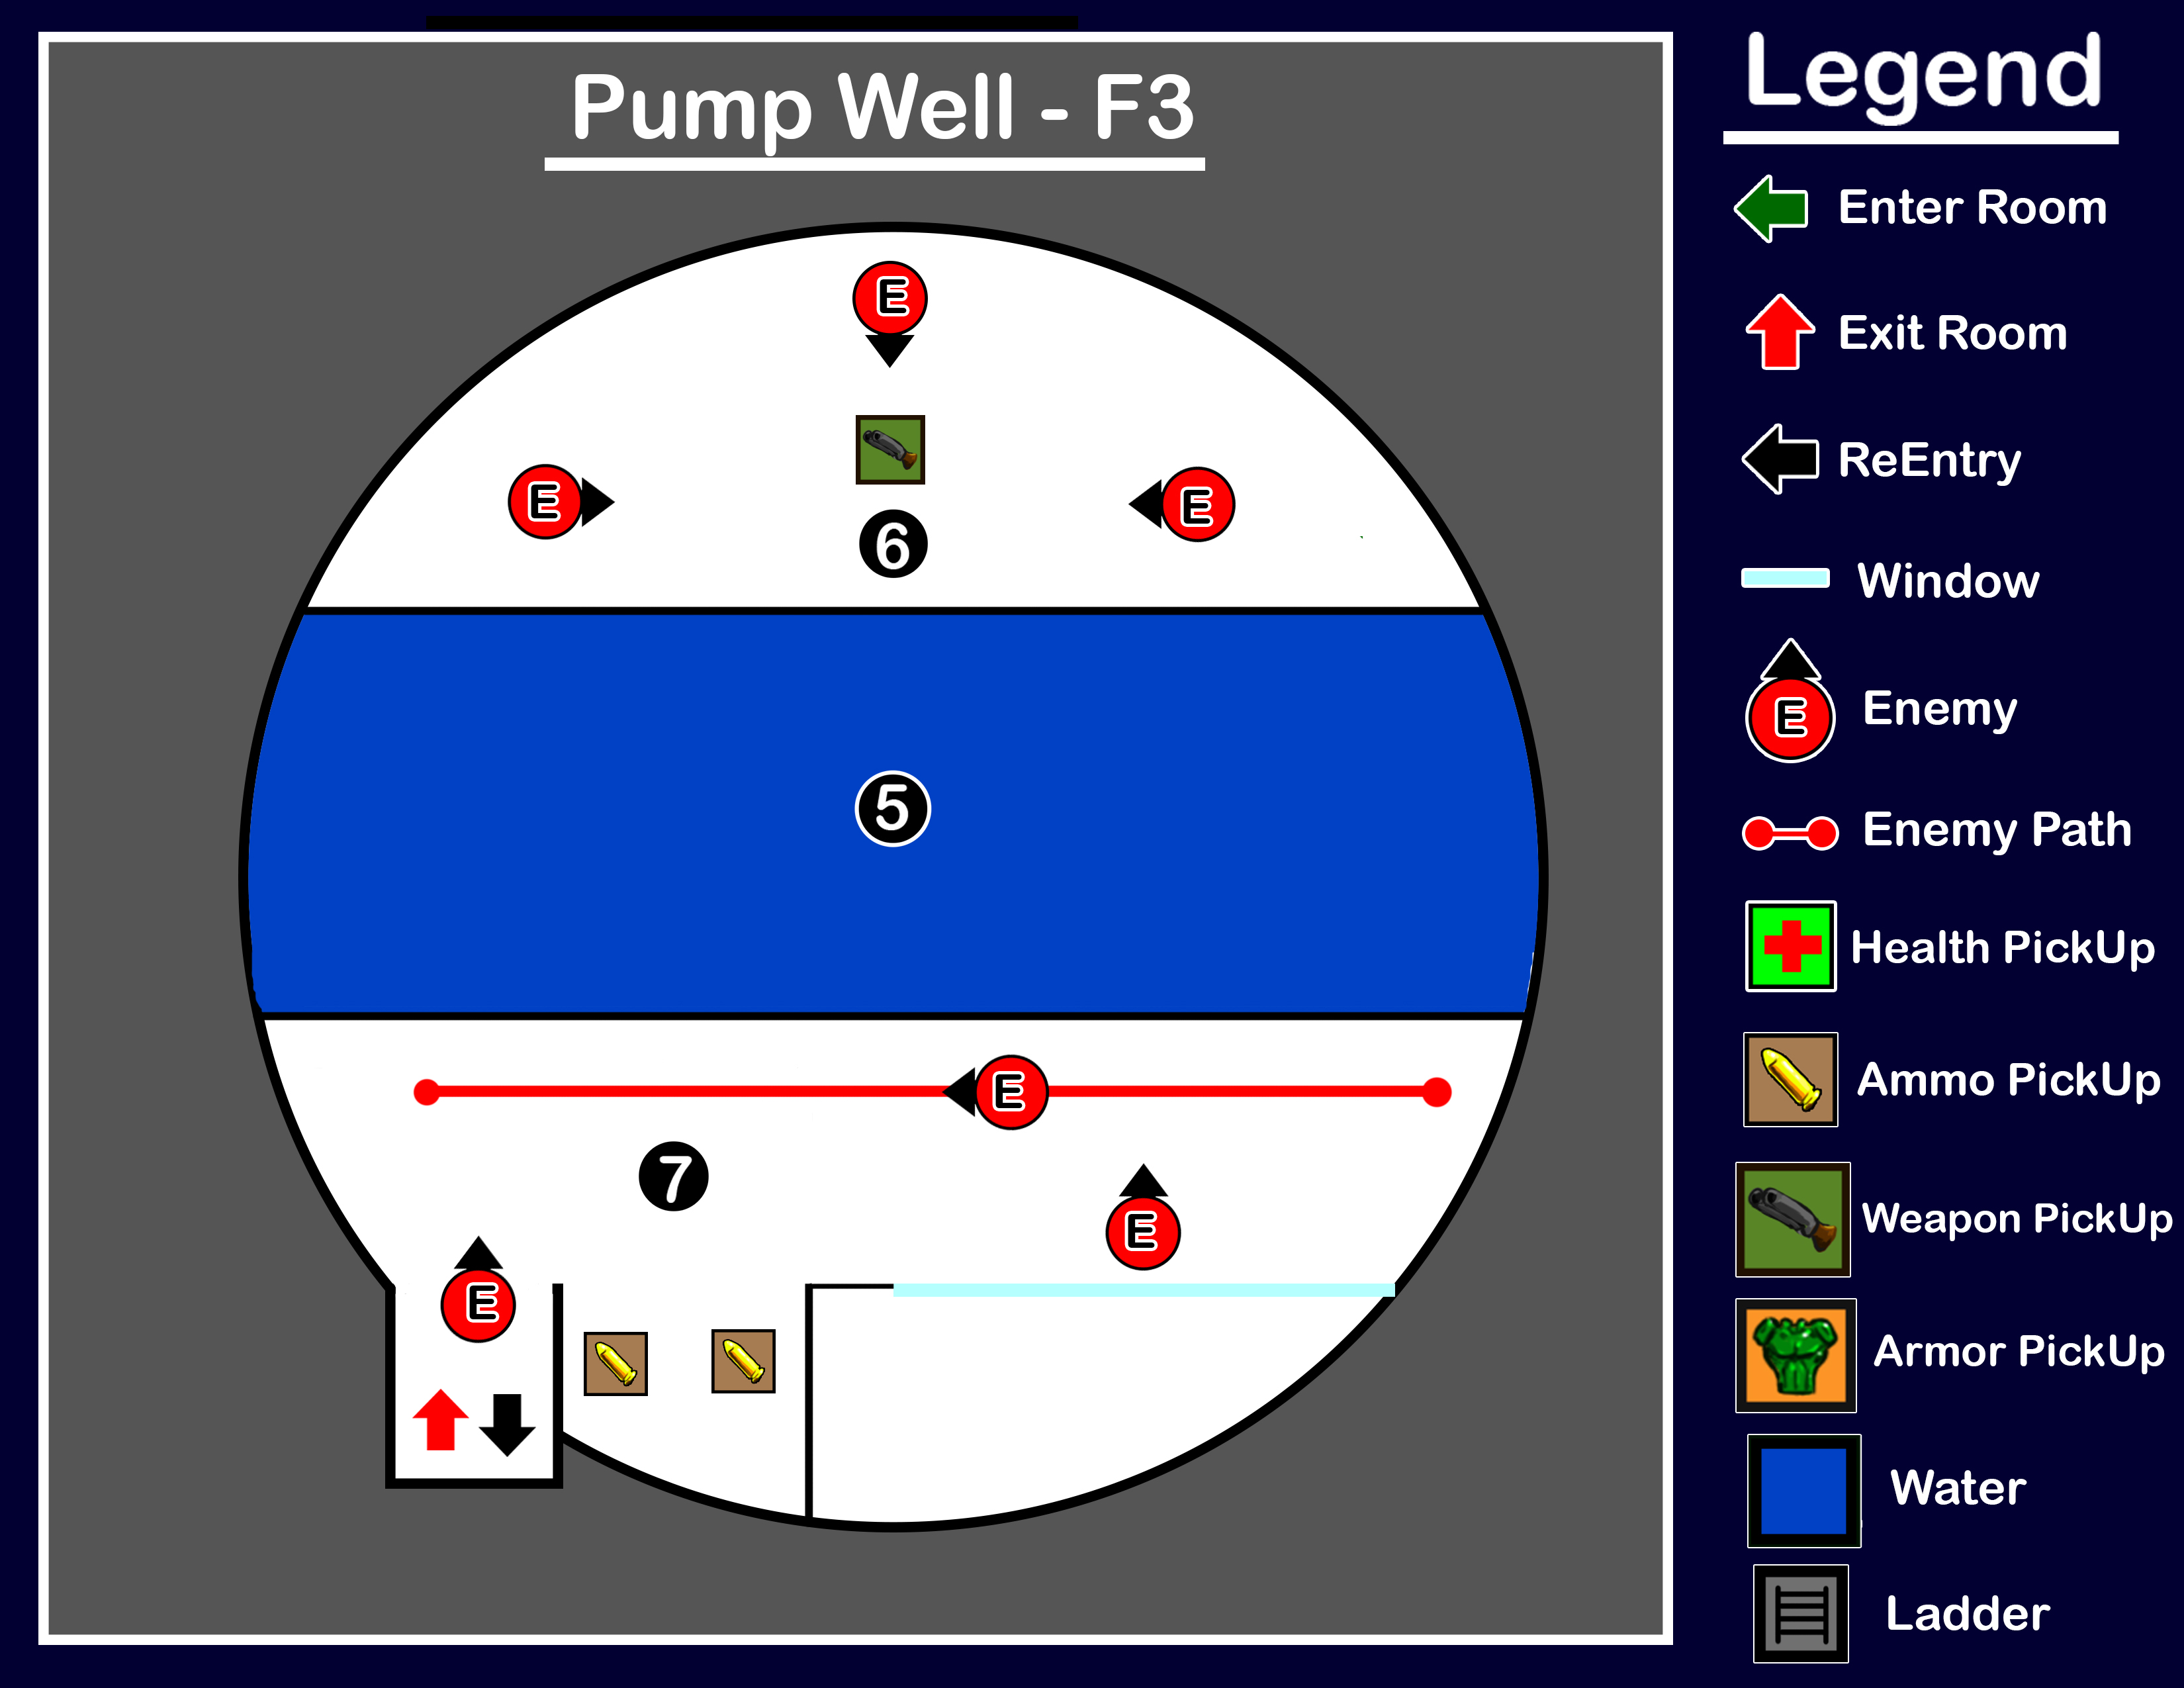 Pump Well - F3
E
E
E
6
5
E
7
E
E
Legend
Enter Room
Exit Room
ReEntry
Window
E Enemy
Enemy Path
Health PickUp
Ammo PickUp
Weapon PickUp
Armor PickUp
Water
Ladder